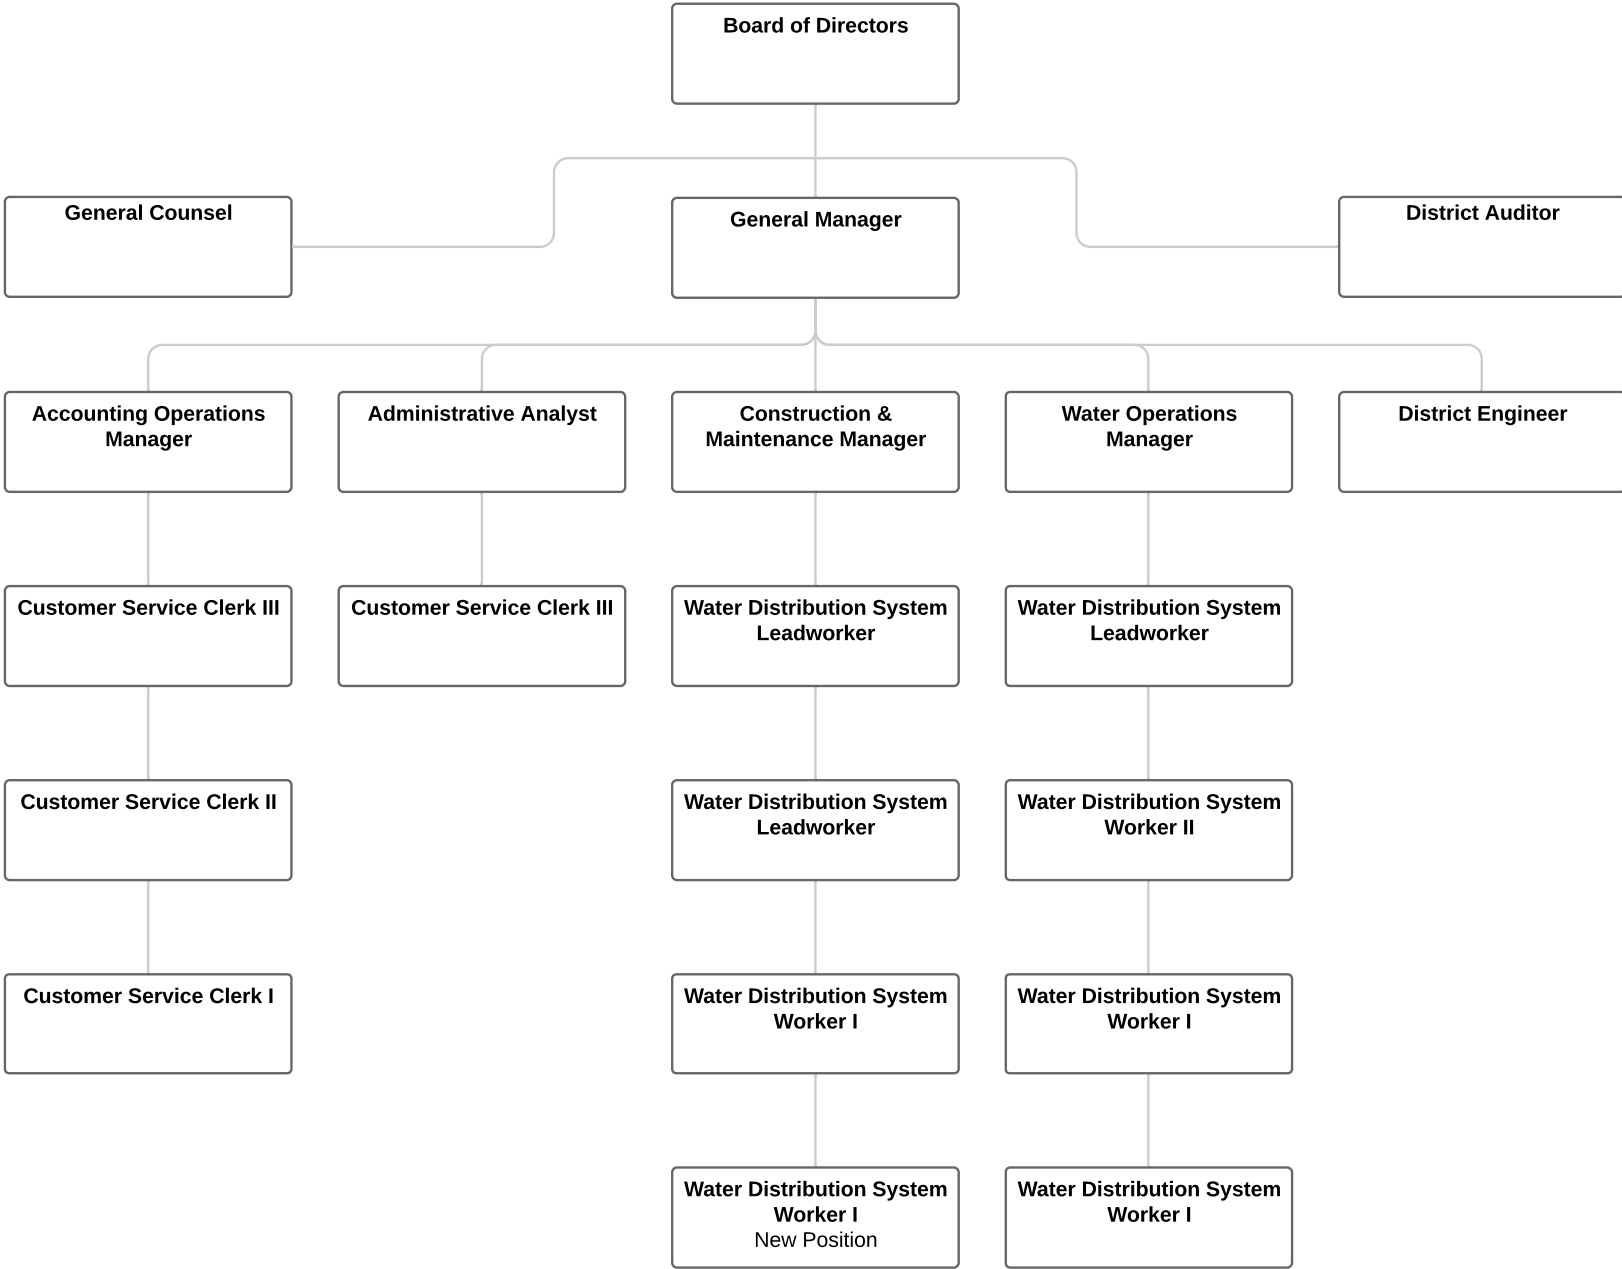 Board of Directors
General Counsel
General Manager
District Auditor
Accounting Operations
Manager
Administrative Analyst
Construction &
Maintenance Manager
Water Operations
Manager
District Engineer
Customer Service Clerk III
Customer Service Clerk III
Water Distribution System
Leadworker
Water Distribution System
Leadworker
Customer Service Clerk II
Water Distribution System
Leadworker
Water Distribution System
Worker II
Customer Service Clerk I
Water Distribution System
Worker I
Water Distribution System
Worker I
Water Distribution System
Worker I
New Position
Water Distribution System
Worker I